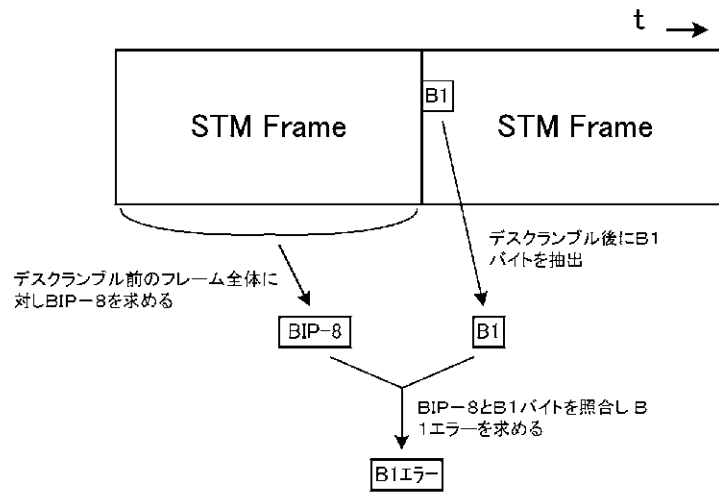 t
B1
STM Frame
STM Frame
デスクランブル後にB1
バイトを抽出
デスクランブル前のフレーム全体に
対しBIP-8を求める
BIP-8
B1
BIP-8とB1バイトを照合し B
1エラーを求める
B1エラー